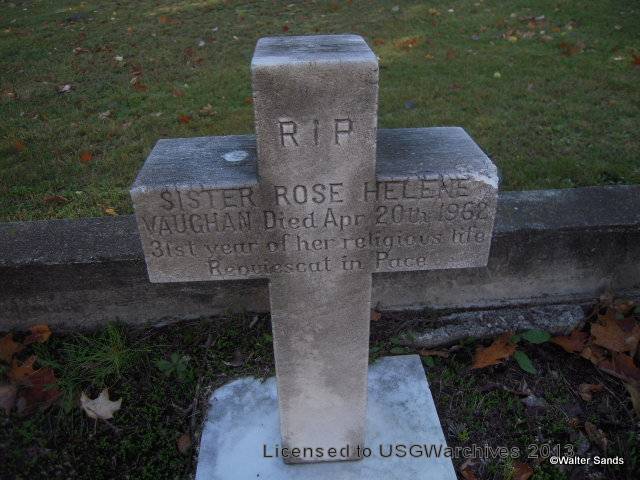 RIP
SISTER ROSE HELENE
VAUGHAN Died Apr 20th 1962
31st year of her religious life
Requiescat in Pace
Licensed to USGWarchives 2013
©Walter Sands